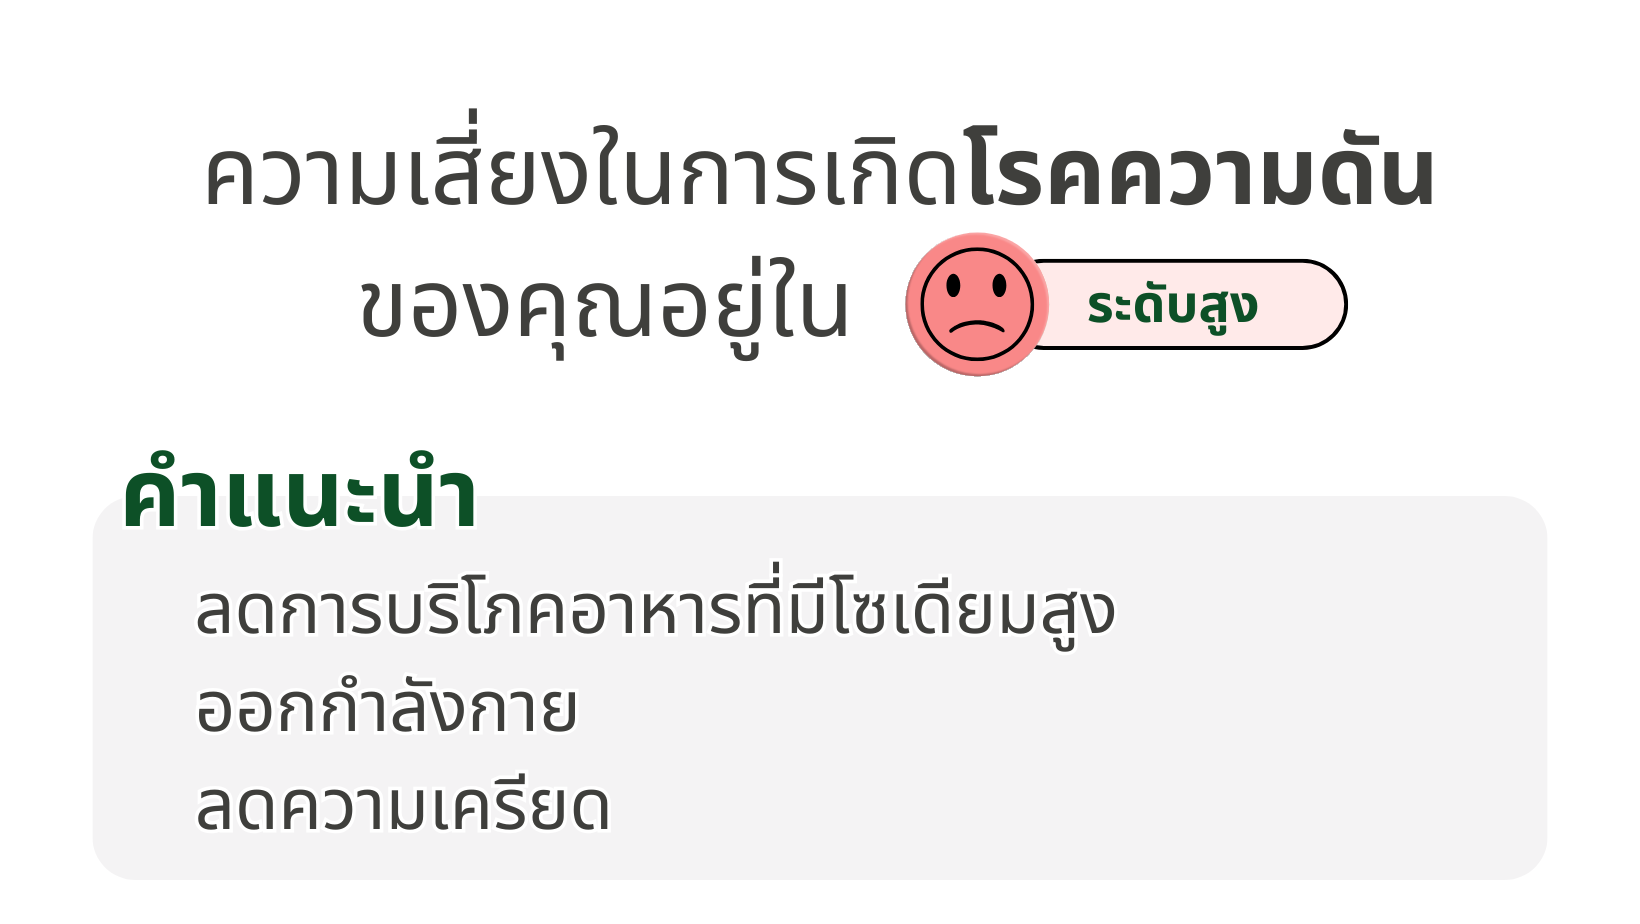 ความเสี่ยงในการเกิดโรคความดัน
ของคุณอยู่ใน ระดับสูง
คำแนะนำ
ลดการบริโภคอาหารที่มีโซเดียมสูง
ออกกำลังกาย
ลดความเครียด